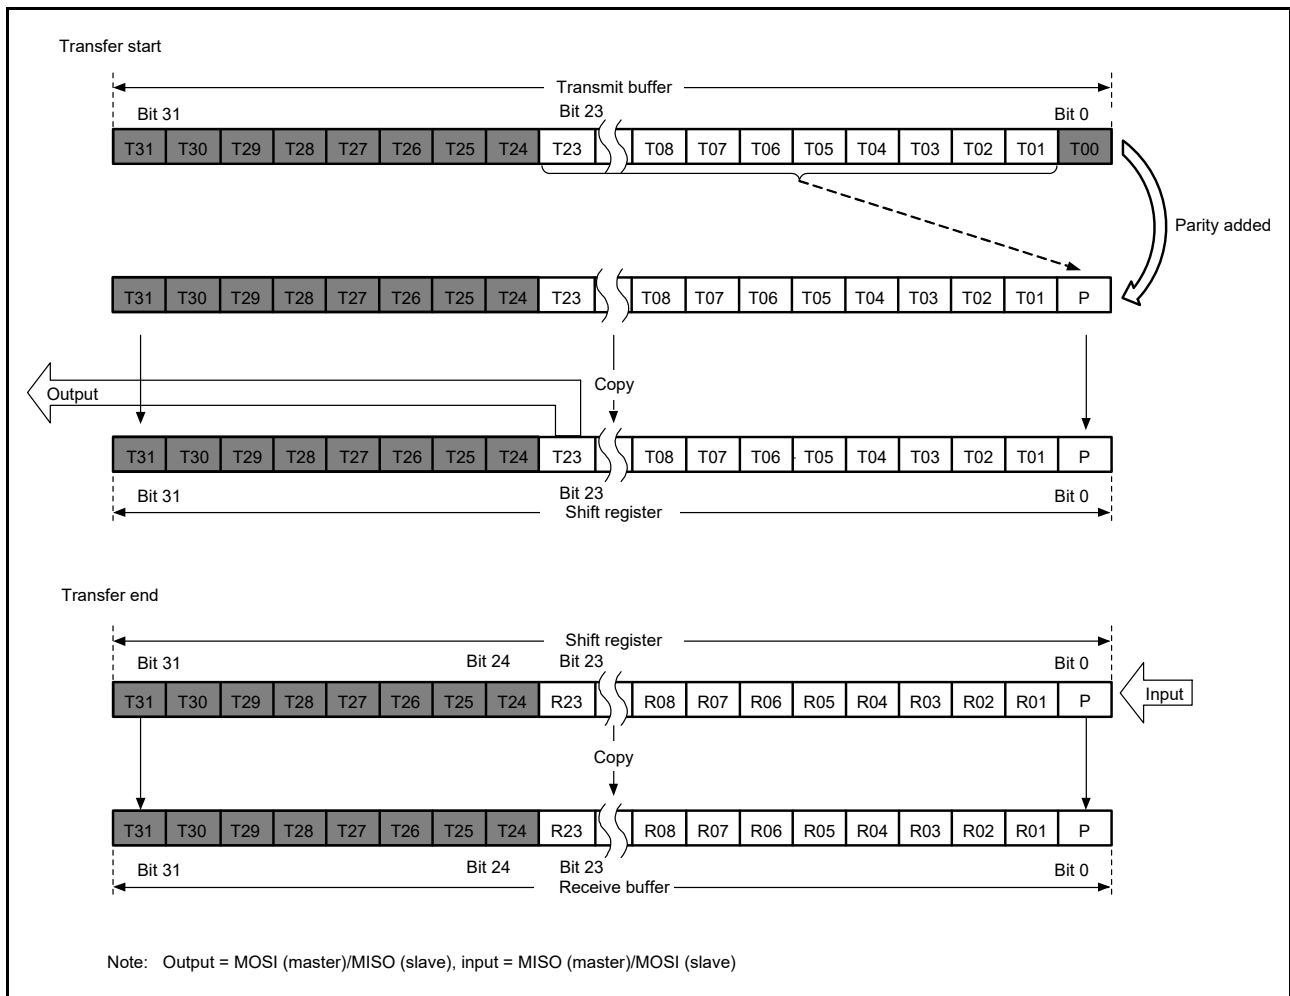 Transfer start
Transmit buffer
Bit 31 Bit 23 Bit 0
T31 T30 T29 T28 T27 T26 T25 T24 T23 T08 T07 T06 T05 T04 T03 T02 T01 T00
Parity added
T31 T30 T29 T28 T27 T26 T25 T24 T23 T08 T07 T06 T05 T04 T03 T02 T01 P
Output
Copy
T31 T30 T29 T28 T27 T26 T25 T24 T23 T08 T07 T06 T05 T04 T03 T02 T01 P
Bit 31 Bit 23 Bit 0
Shift register
Transfer end
Shift register
Bit 31 Bit 24 Bit 23 Bit 0
T31 T30 T29 T28 T27 T26 T25 T24 R23 R08 R07 R06 R05 R04 R03 R02 R01 P
Input
Copy
T31 T30 T29 T28 T27 T26 T25 T24 R23 R08 R07 R06 R05 R04 R03 R02 R01 P
Bit 31 Bit 24 Bit 23 Bit 0
Receive buffer
Note: Output = MOSI (master)/MISO (slave), input = MISO (master)/MOSI (slave)